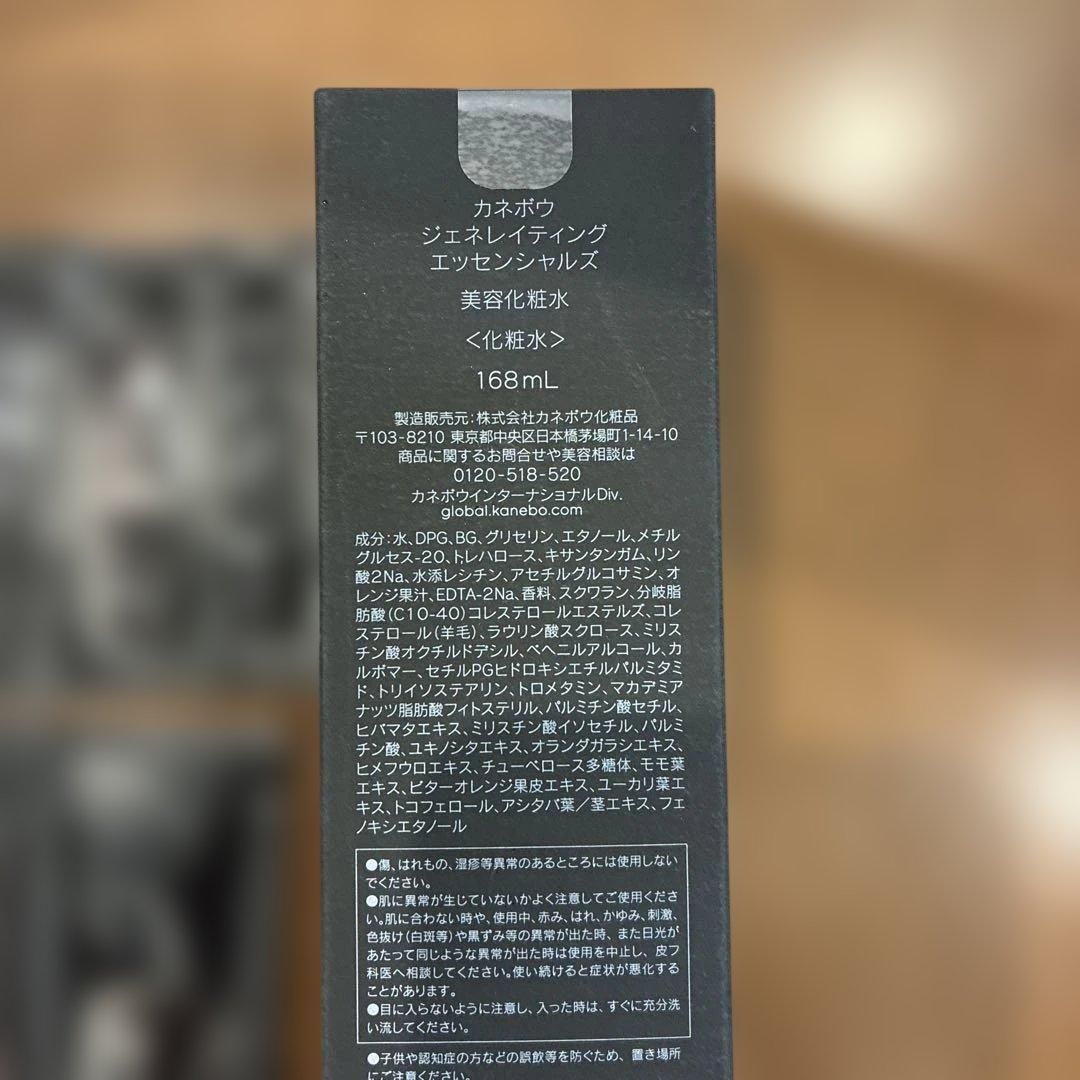 カネボウ
ジェネレイティング
エッセンシャルズ
美容化粧水
<化粧水>
168mL
製造販売元:株式会社カネボウ化粧品
〒103-8210 東京都中央区日本橋茅場町1-14-10
商品に関するお問合せや美容相談は
0120-518-520
カネボウインターナショナルDiv.
global.kanebo.com
成分:水、DPG、BG、グリセリン、エタノール、メチル
グルセス-20、トレハロース、キサンタンガム、リン
酸2Na、水添レシチン、アセチルグルコサミン、オ
レンジ果汁、EDTA-2Na、香料、スクワラン、分岐脂
肪酸(C10-40)コレステロールエステルズ、コレ
ステロール(羊毛)、ラウリン酸スクロース、ミリス
チン酸オクチルドデシル、ベヘニルアルコール、カ
ルボマー、セチルPGヒドロキシエチルパルミタミ
ド、トリイソステアリン、トロメタミン、マカデミア
ナッツ脂肪酸フィトステリル、パルミチン酸セチル、
ヒバマタエキス、ミリスチン酸イソセチル、パルミ
チン酸、ユキノシタエキス、オランダガラシエキス、
ヒメフウロエキス、チューベロース多糖体、モモ葉
エキス、ビターオレンジ果皮エキス、ユーカリ葉エ
キス、トコフェロール、アシタバ葉/茎エキス、フェ
ノキシエタノール
●傷、はれもの、湿疹等異常のあるところには使用しない
でください。
●肌に異常が生じていないかよく注意してご使用くださ
い。肌に合わない時や、使用中、赤み、はれ、かゆみ、刺激、
色抜け(白斑等)や黒ずみ等の異常が出た時、また日光が
あたって同じような異常が出た時は使用を中止し、皮フ
科医へ相談してください。使い続けると症状が悪化する
ことがあります。
●目に入らないように注意し、入った時は、すぐに充分洗
い流してください。
●子供や認知症の方などの誤飲等を防ぐため、置き場所
にご注意ください。